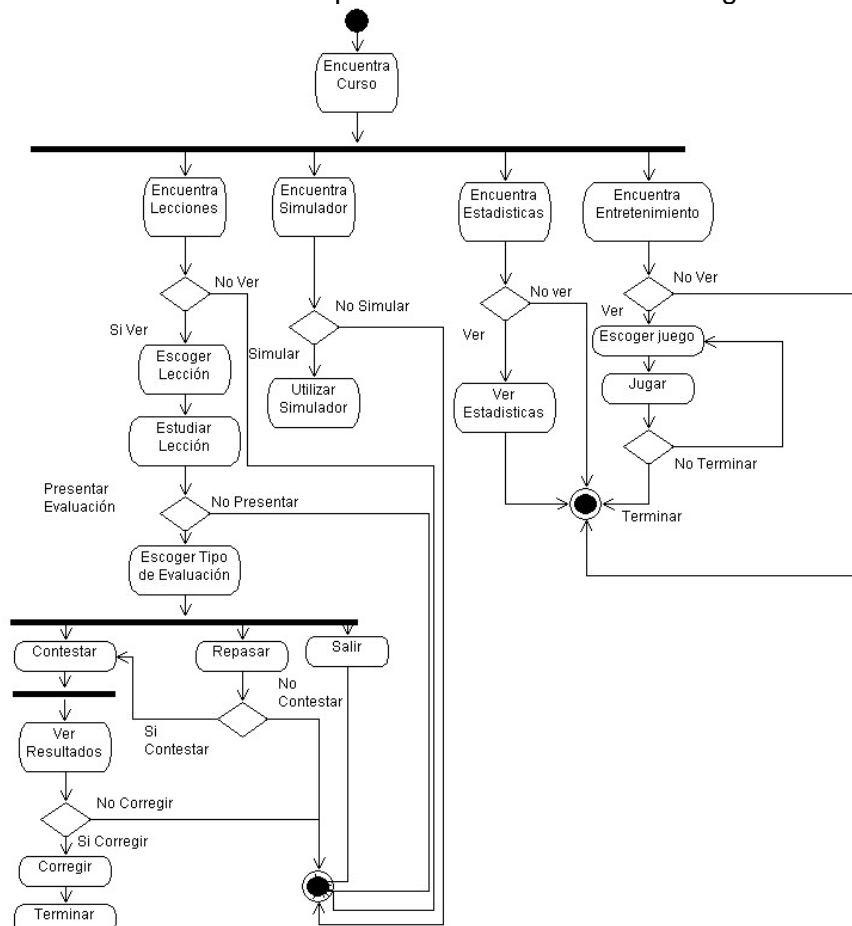 Encuentra
Curso
Encuentra
Lecciones
Encuentra
Simulador
Encuentra
Estadisticas
Encuentra
Entretenimiento
No Ver
No Simular
No ver
No Ver
Si Ver
Simular
Ver
Ver
Escoger
Lección
Utilizar
Simulador
Ver
Estadisticas
Escoger juego
Jugar
Estudiar
Lección
No Terminar
Terminar
Presentar
Evaluación
No Presentar
Escoger Tipo
de Evaluación
Contestar
Repasar
Salir
No
Contestar
Si
Contestar
Ver
Resultados
No Corregir
Si Corregir
Corregir
Terminar